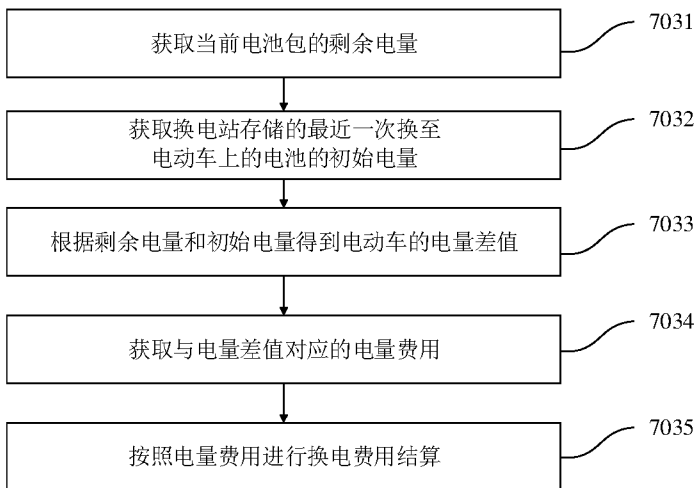 获取当前电池包的剩余电量
7031
获取换电站存储的最近一次换至
电动车上的电池的初始电量
7032
根据剩余电量和初始电量得到电动车的电量差值
7033
获取与电量差值对应的电量费用
7034
按照电量费用进行换电费用结算
7035